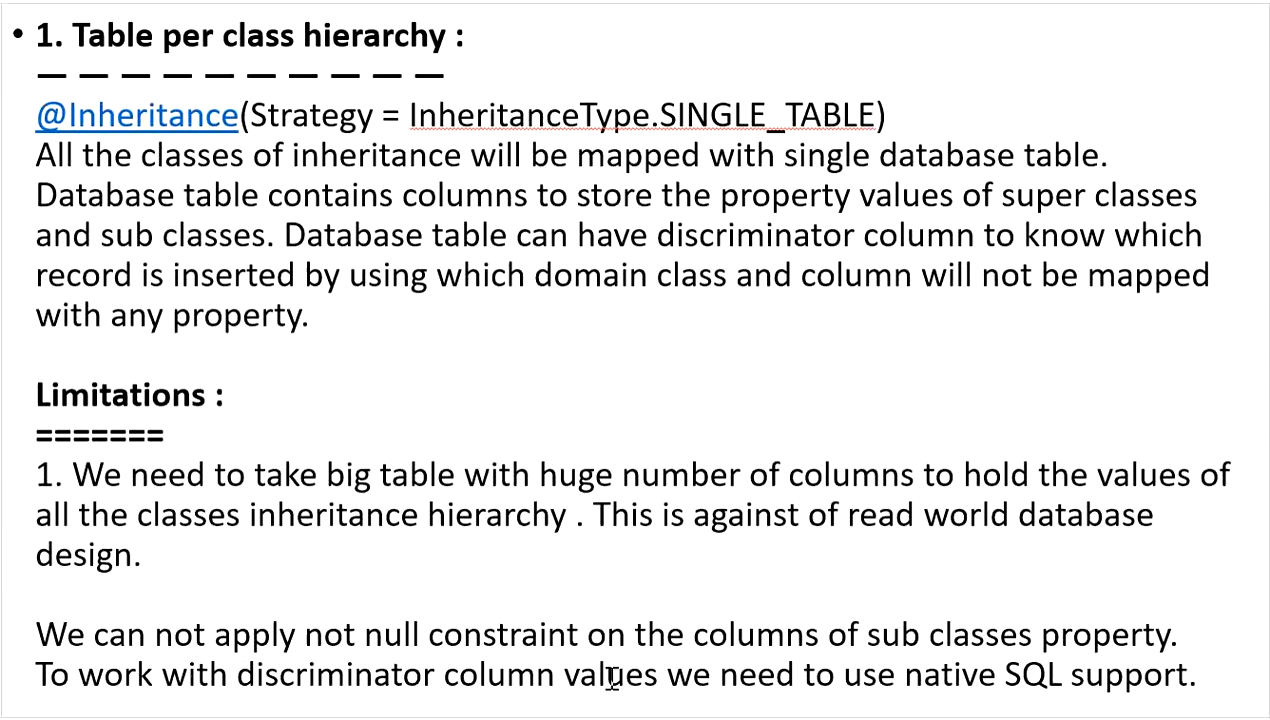 • 1. Table per class hierarchy :
— — — — — — — — — —
@Inheritance(Strategy = InheritanceType.SINGLE_TABLE)
All the classes of inheritance will be mapped with single database table.
Database table contains columns to store the property values of super classes
and sub classes. Database table can have discriminator column to know which
record is inserted by using which domain class and column will not be mapped
with any property.
Limitations :
=======
1. We need to take big table with huge number of columns to hold the values of
all the classes inheritance hierarchy . This is against of read world database
design.
We can not apply not null constraint on the columns of sub classes property.
To work with discriminator column values we need to use native SQL support.